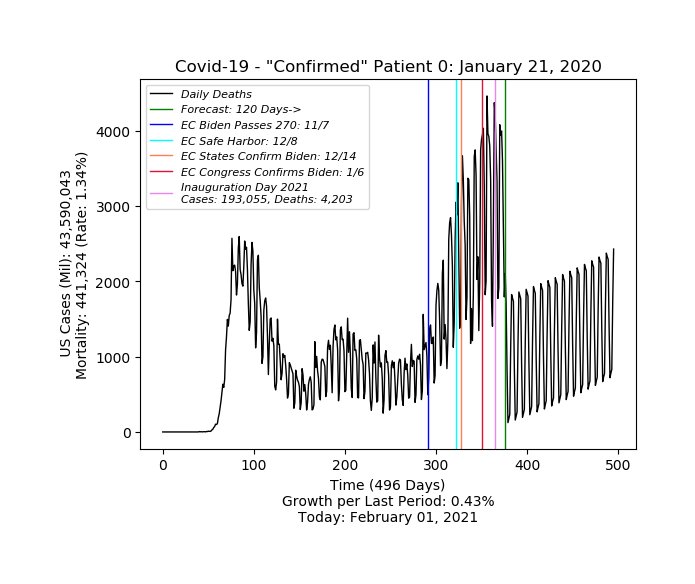 Covid-19 - "Confirmed" Patient 0: January 21, 2020
Daily Deaths
Forecast: 120 Days->
EC Biden Passes 270: 11/7
EC Safe Harbor: 12/8
EC States Confirm Biden: 12/14
EC Congress Confirms Biden: 1/6
Inauguration Day 2021
Cases: 193,055, Deaths: 4,203
US Cases (Mil): 43,590,043
Mortality: 441,324 (Rate: 1.34%)
4000
3000
2000
1000
0
0 100 200 300 400 500
Time (496 Days)
Growth per Last Period: 0.43%
Today: February 01, 2021